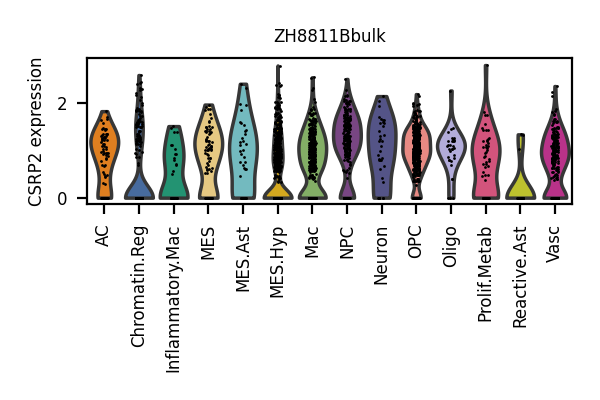 ZH8811Bbulk
CSRP2 expression
2
0
AC
Chromatin.Reg
Inflammatory.Mac
MES
MES.Ast
MES.Hyp
Mac
NPC
Neuron
OPC
Oligo
Prolif.Metab
Reactive.Ast
Vasc